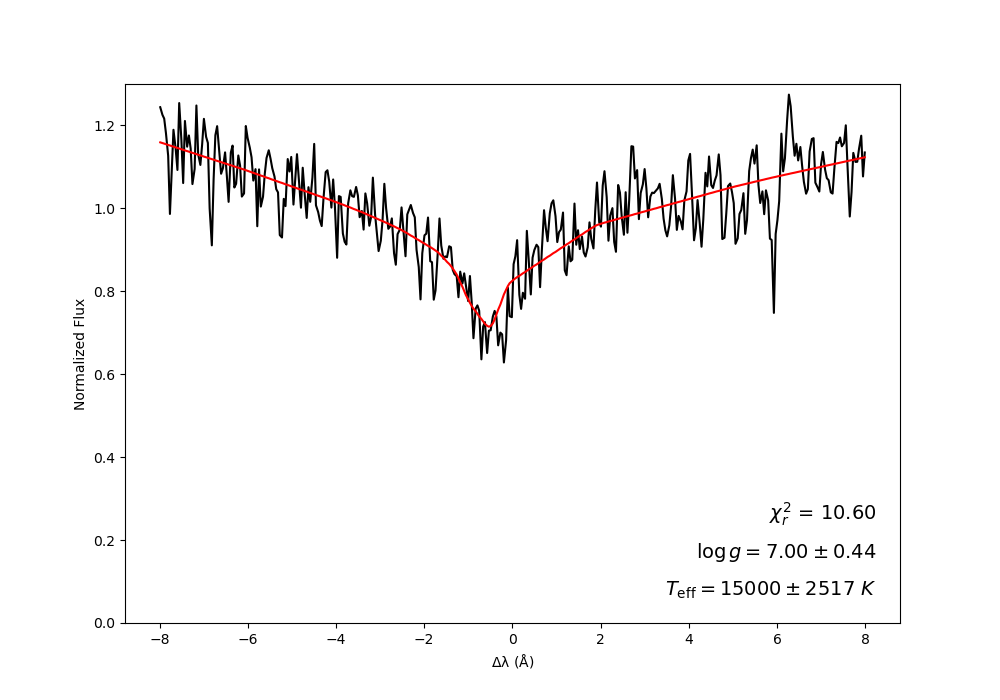 1.2
1.0
0.8
0.6
0.4
0.2
0.0
Normalized Flux
χ²ᵣ = 10.60
log g = 7.00 ± 0.44
T_eff = 15000 ± 2517 K
−8 −6 −4 −2 0 2 4 6 8
Δλ (Å)